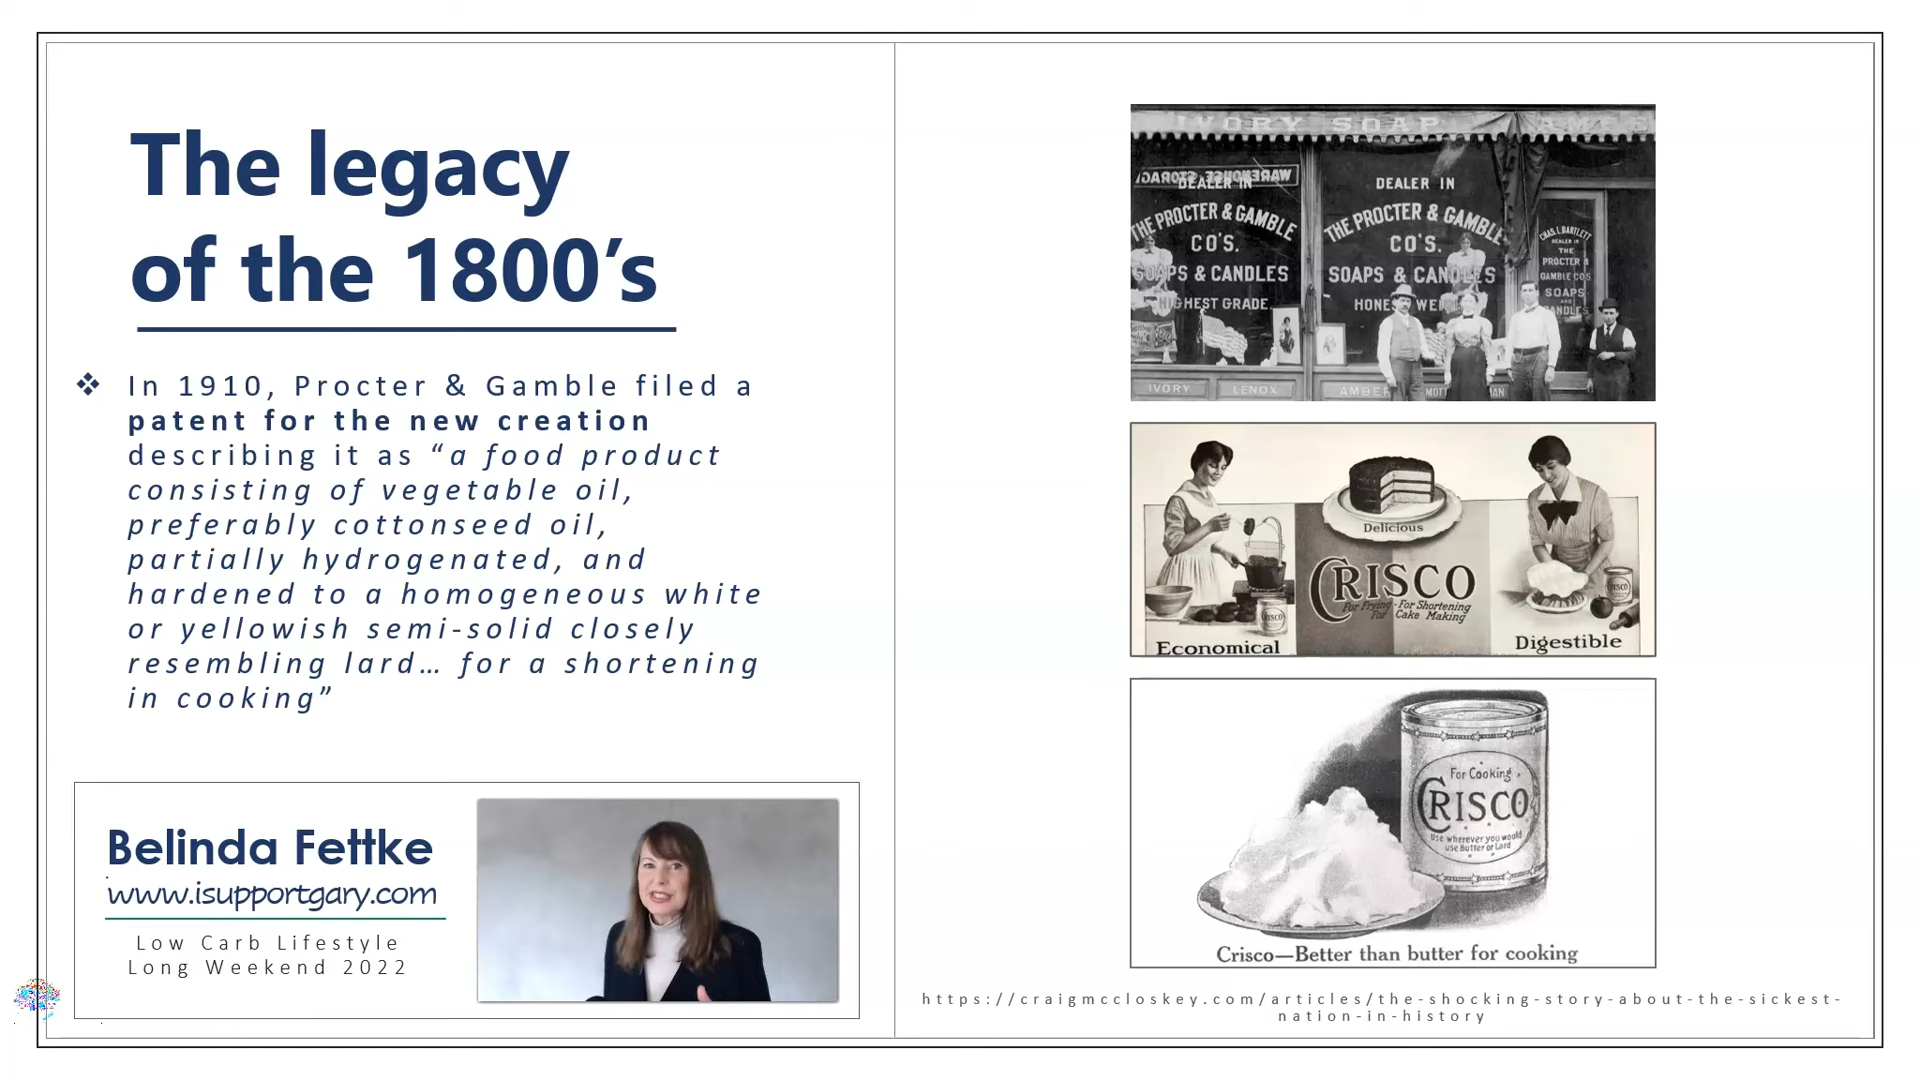 The legacy
of the 1800’s
❖ In 1910, Procter & Gamble filed a
patent for the new creation
describing it as “a food product
consisting of vegetable oil,
preferably cottonseed oil,
partially hydrogenated, and
hardened to a homogeneous white
or yellowish semi-solid closely
resembling lard… for a shortening
in cooking”
Belinda Fettke
www.isupportgary.com
Low Carb Lifestyle
Long Weekend 2022
IVORY SOAP
WAREHOUSE STORAGE
DEALER IN
THE PROCTER & GAMBLE
CO'S.
SOAPS & CANDLES
HIGHEST GRADE.
IVORY LENOX
DEALER IN
THE PROCTER & GAMBLE
CO'S.
SOAPS & CANDLES
HONEST WEI
AMBER
CHAS. L. BARTLETT
DEALER IN
THE
PROCTER &
GAMBLE CO'S
SOAPS
AND
CANDLES
Delicious
CRISCO
For Frying - For Shortening
For Cake Making
Economical
Digestible
For Cooking
CRISCO
Use wherever you would
use Butter or Lard
Crisco—Better than butter for cooking
https://craigmccloskey.com/articles/the-shocking-story-about-the-sickest-
nation-in-history